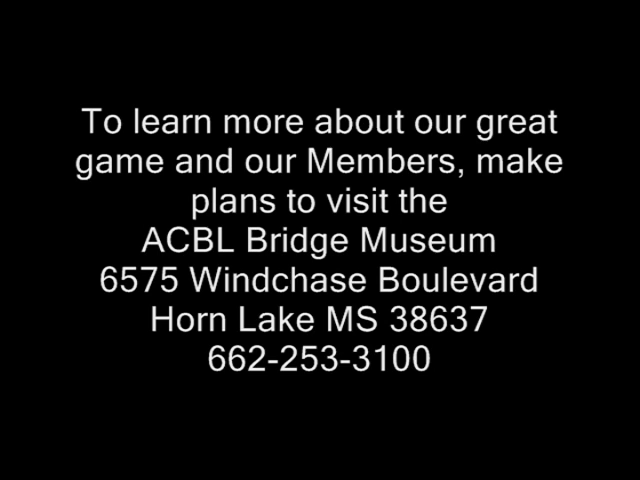 To learn more about our great
game and our Members, make
plans to visit the
ACBL Bridge Museum
6575 Windchase Boulevard
Horn Lake MS 38637
662-253-3100